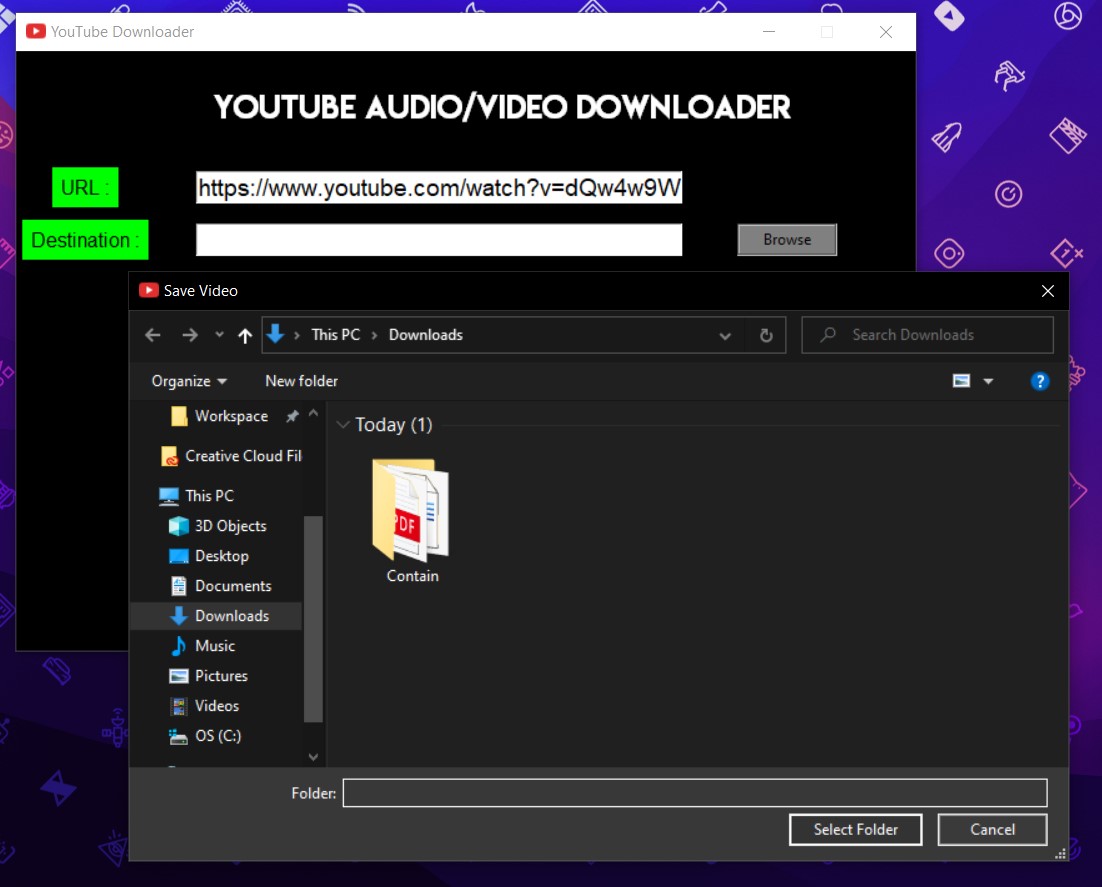 YouTube Downloader
YOUTUBE AUDIO/VIDEO DOWNLOADER
URL :
https://www.youtube.com/watch?v=dQw4w9W
Destination :
Browse
Save Video
This PC > Downloads
Search Downloads
Organize
New folder
Workspace
Creative Cloud Fil
This PC
3D Objects
Desktop
Documents
Downloads
Music
Pictures
Videos
OS (C:)
Today (1)
PDF
Contain
Folder:
Select Folder
Cancel